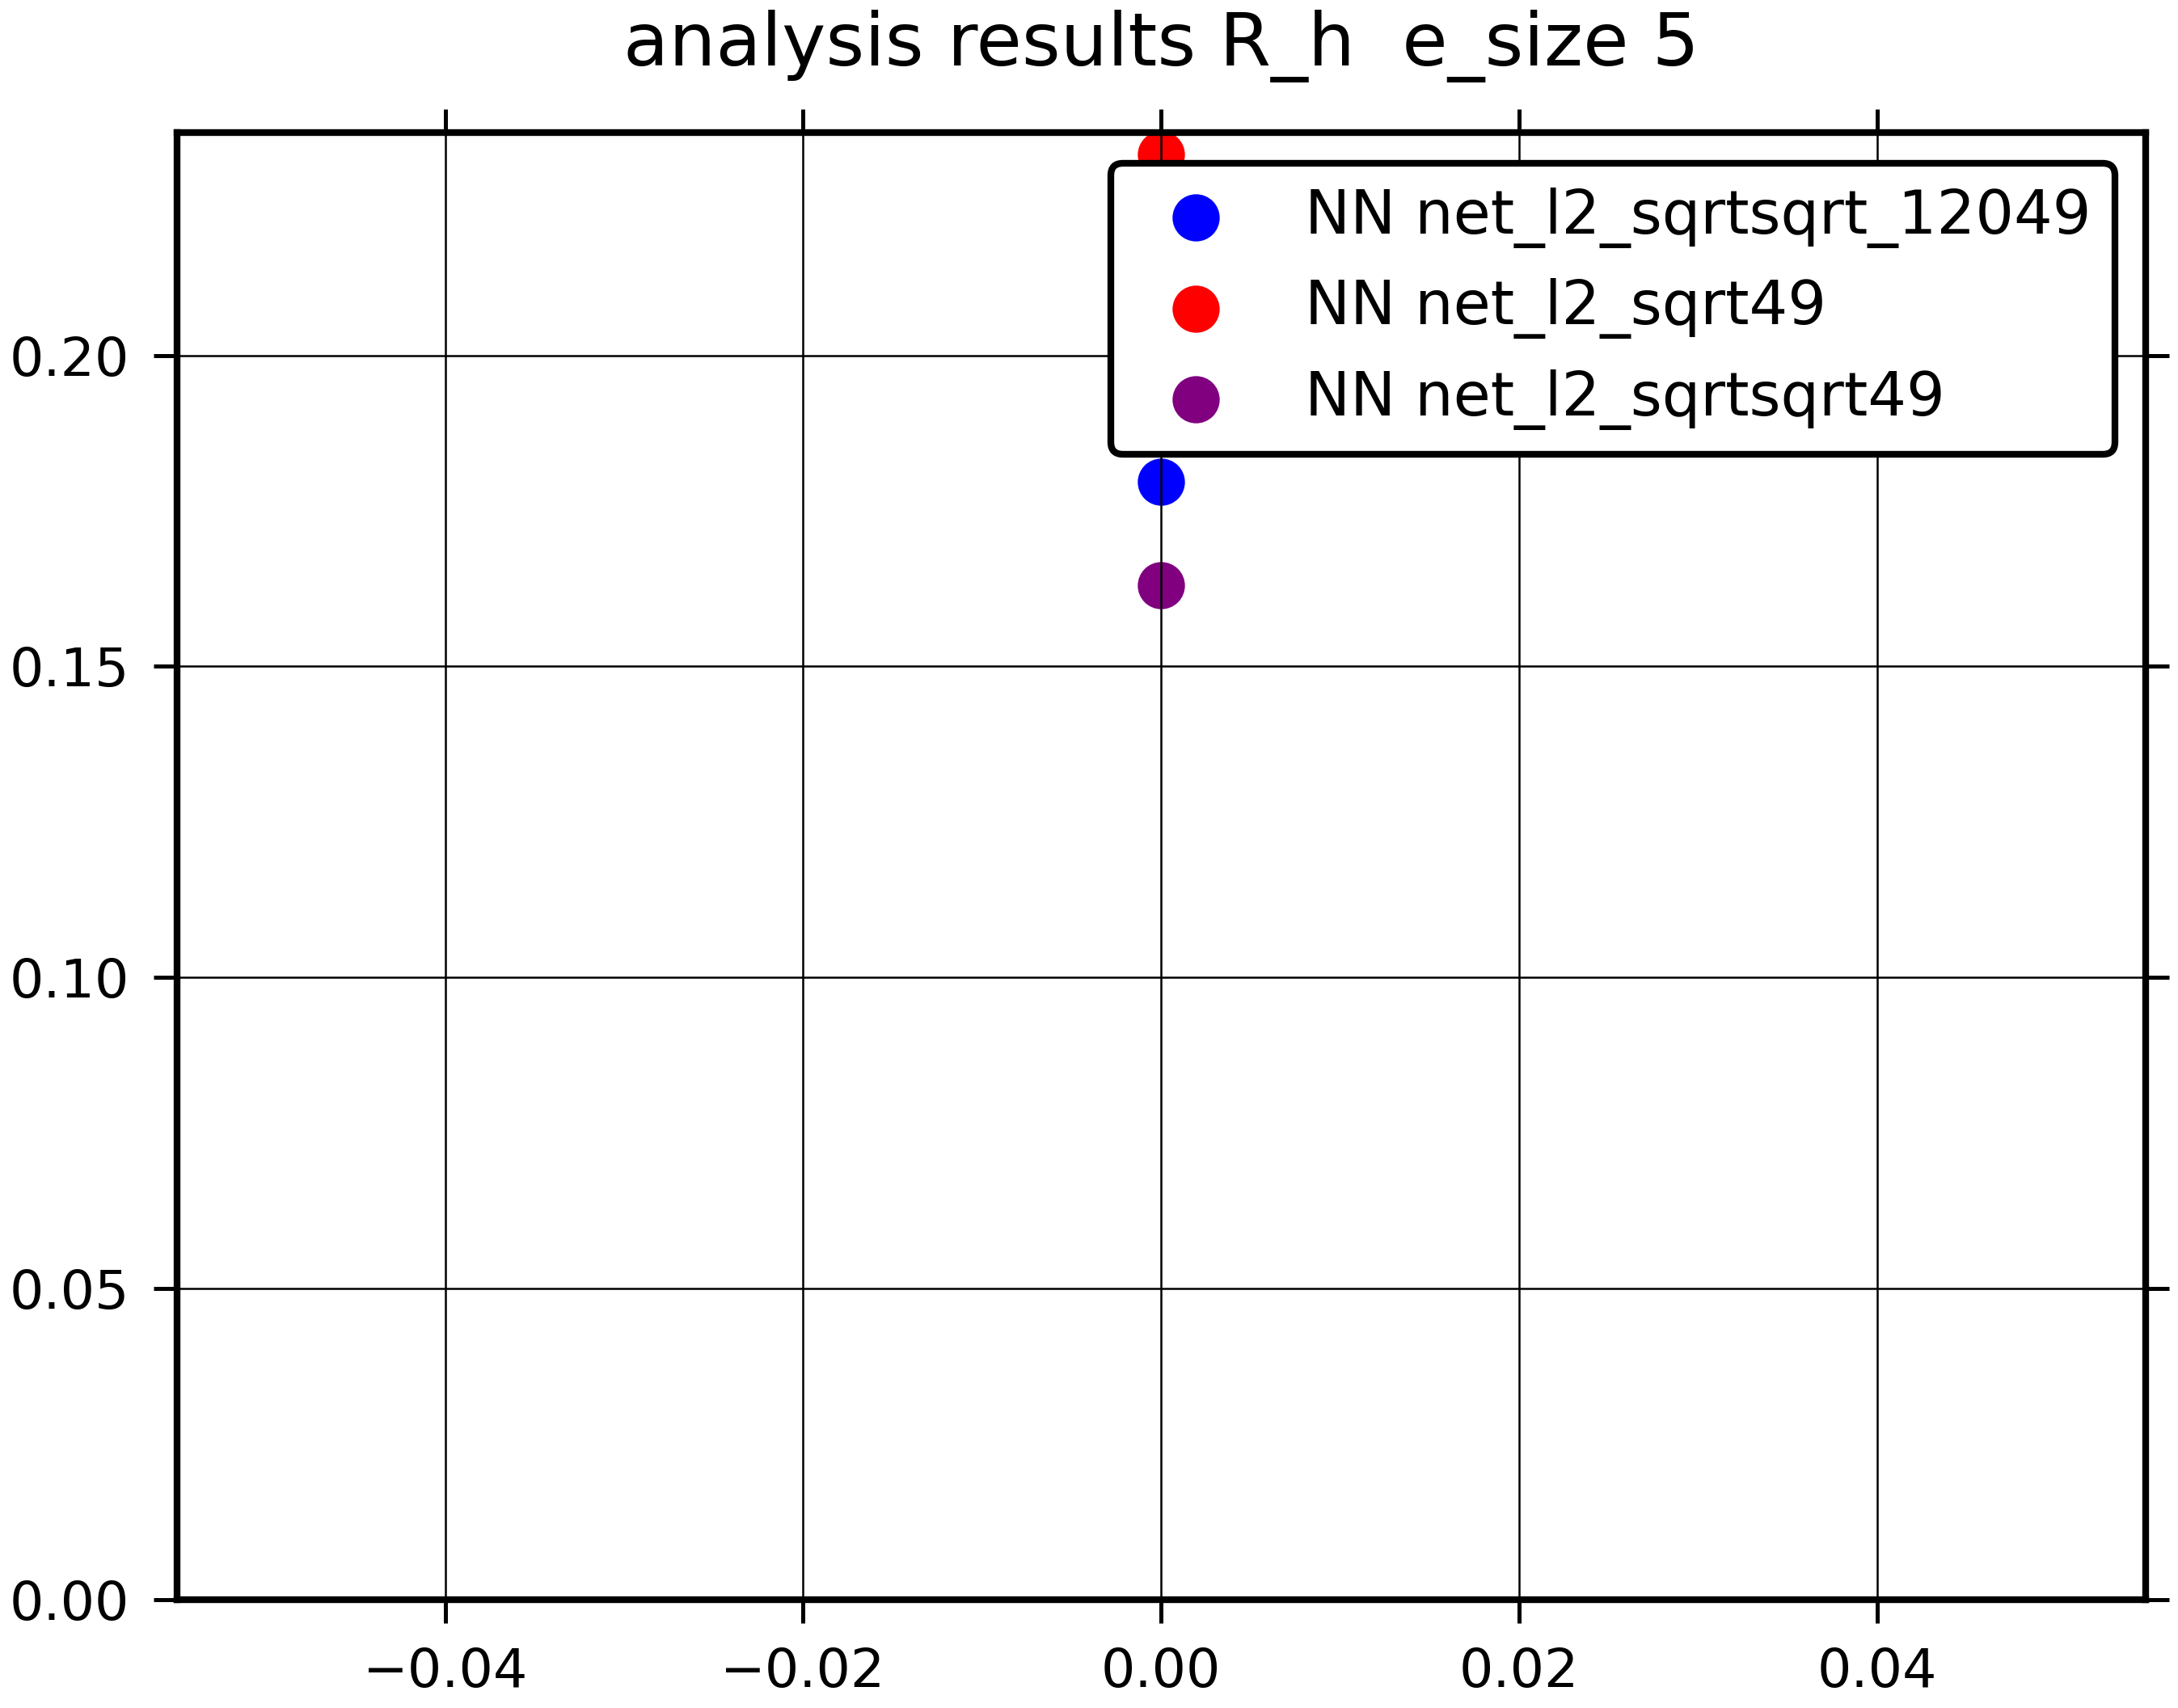 analysis results R_h  e_size 5
NN net_l2_sqrtsqrt_12049
NN net_l2_sqrt49
NN net_l2_sqrtsqrt49
0.20
0.15
0.10
0.05
0.00
−0.04
−0.02
0.00
0.02
0.04